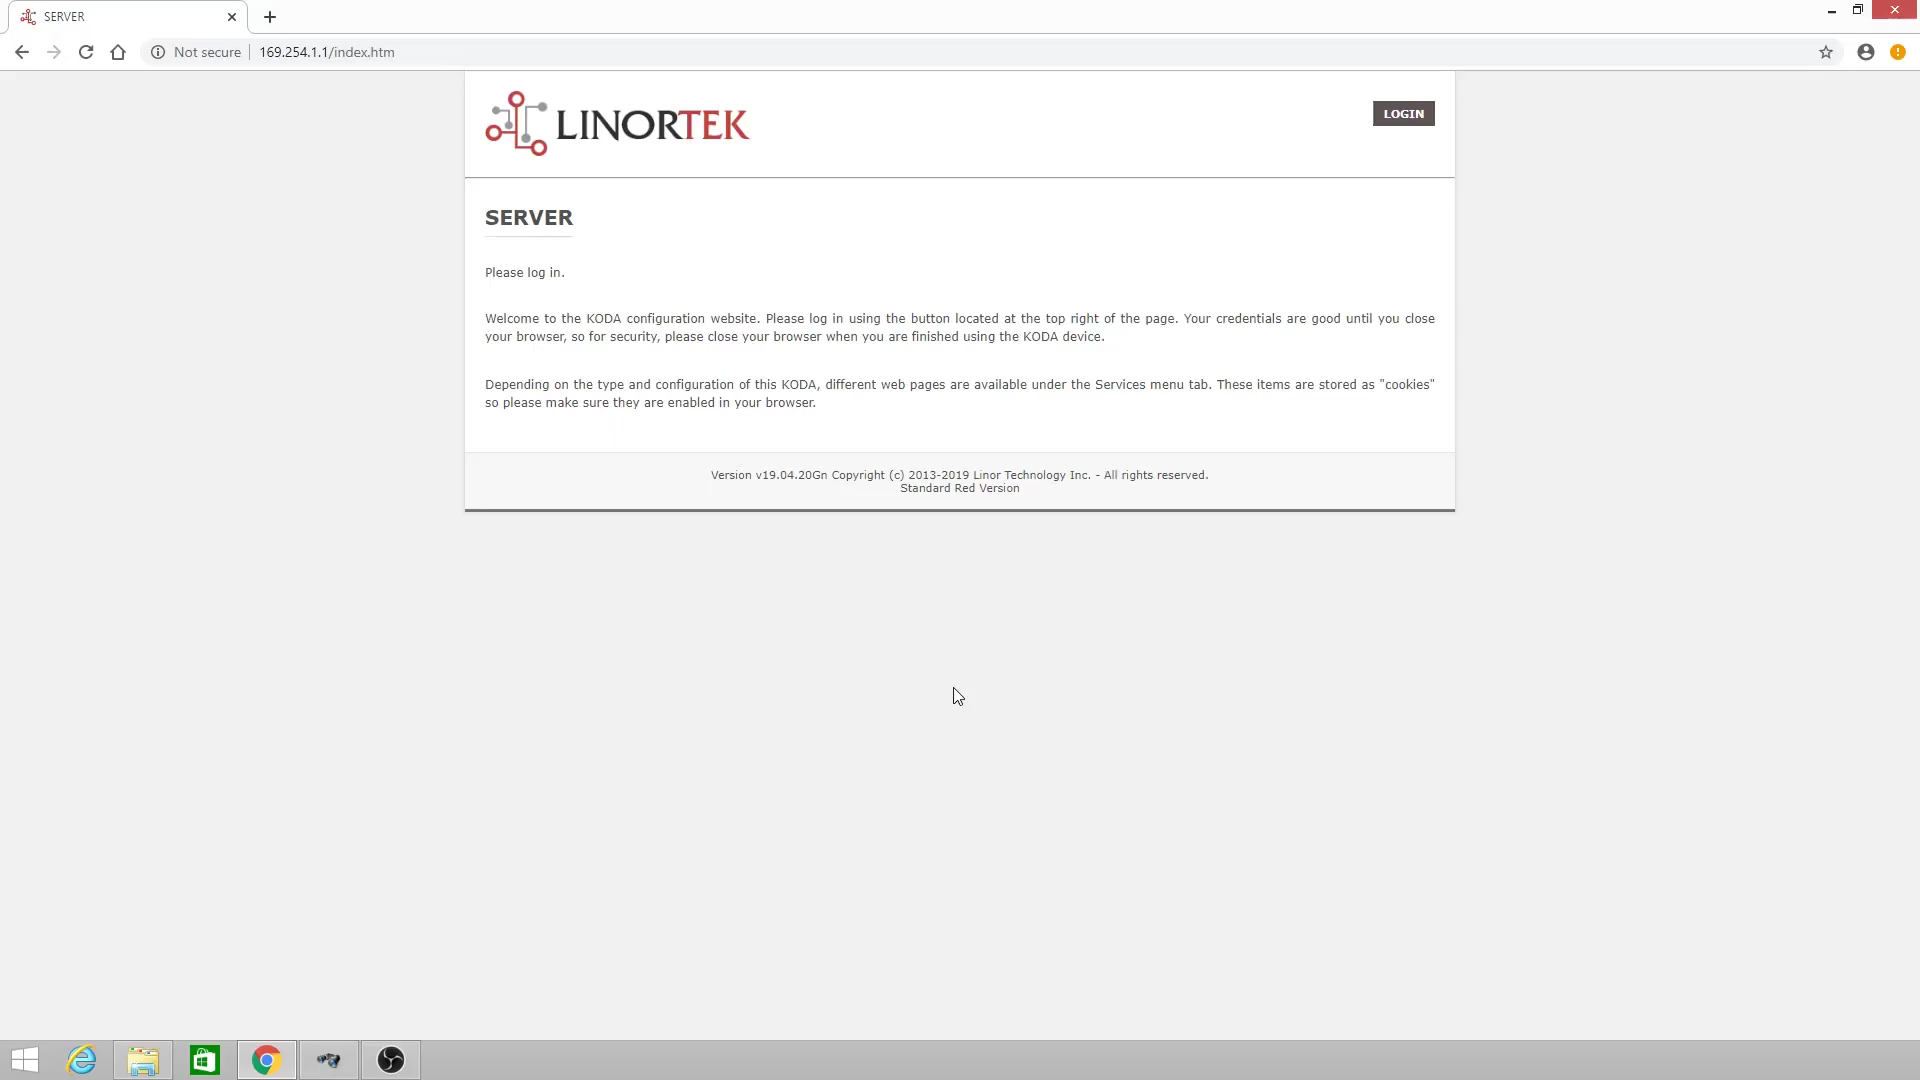 SERVER
Not secure
169.254.1.1/index.htm
LINORTEK
LOGIN
SERVER
Please log in.
Welcome to the KODA configuration website. Please log in using the button located at the top right of the page. Your credentials are good until you close
your browser, so for security, please close your browser when you are finished using the KODA device.
Depending on the type and configuration of this KODA, different web pages are available under the Services menu tab. These items are stored as "cookies"
so please make sure they are enabled in your browser.
Version v19.04.20Gn Copyright (c) 2013-2019 Linor Technology Inc. - All rights reserved.
Standard Red Version